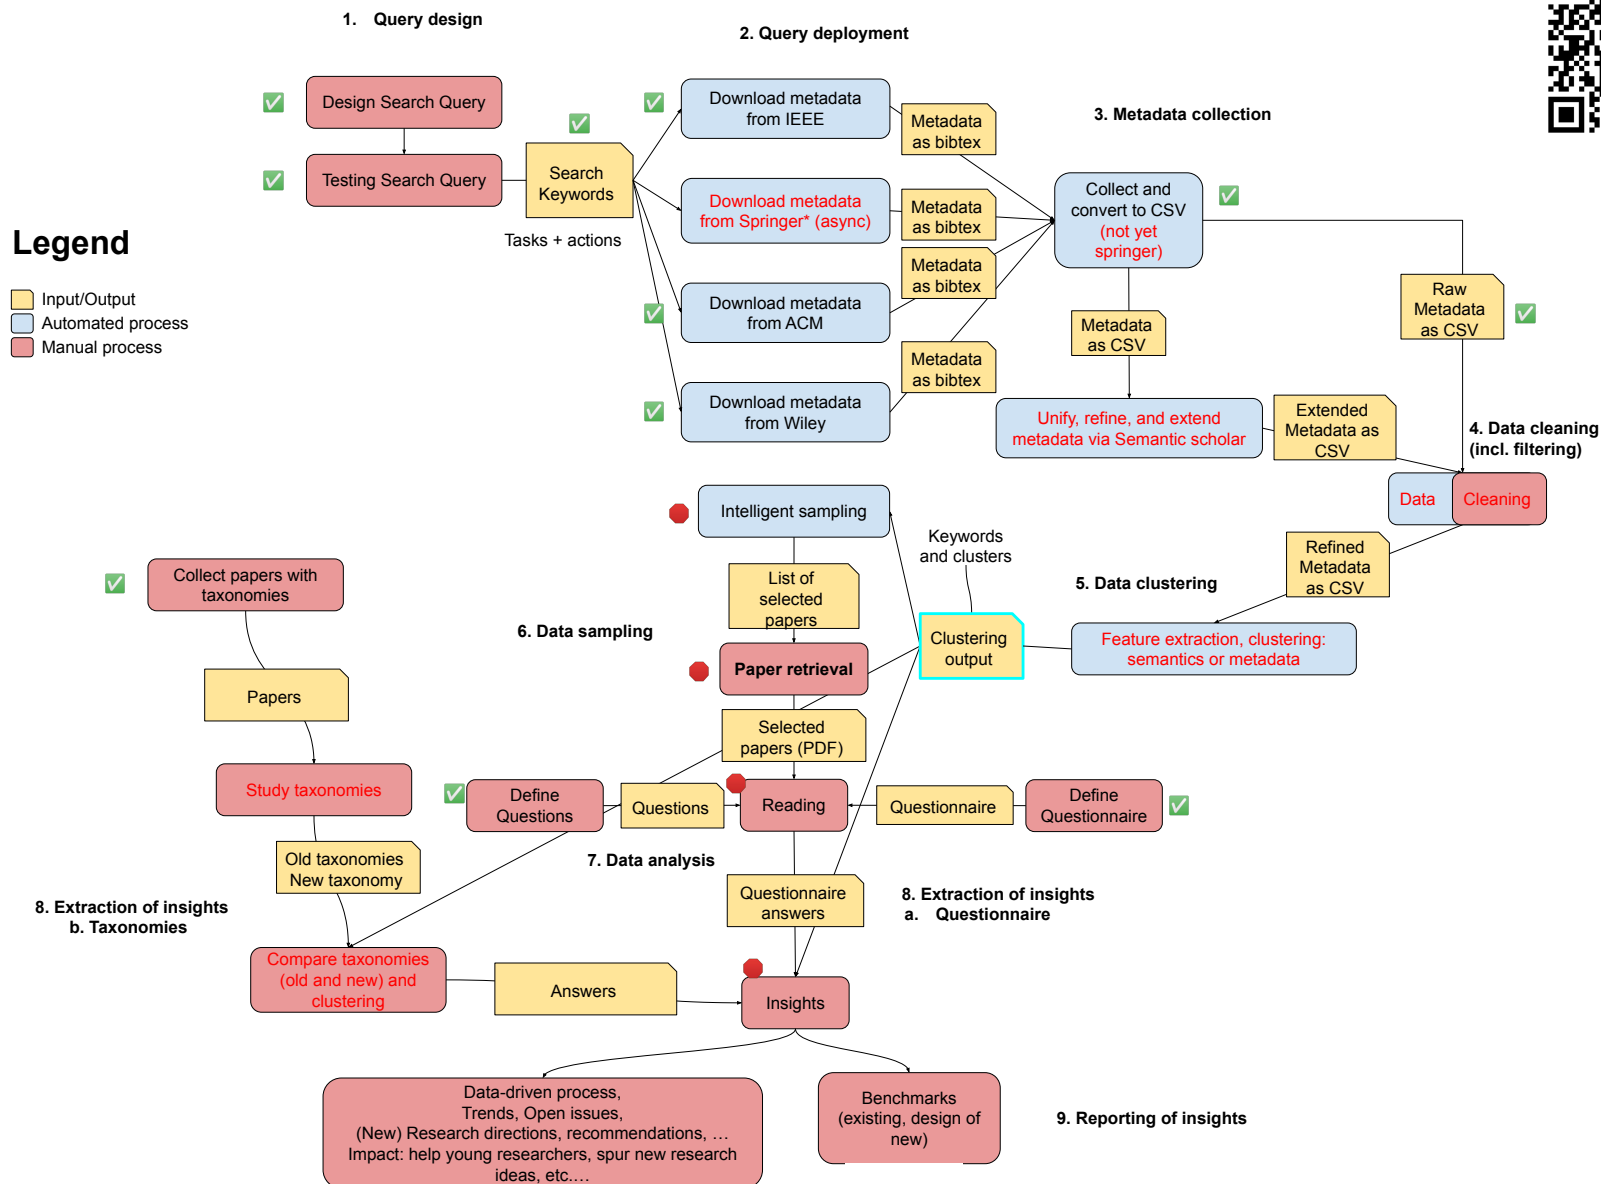 1. Query design
2. Query deployment
Design Search Query
Testing Search Query
Search
Keywords
Tasks + actions
Download metadata
from IEEE
Download metadata
from Springer* (async)
Download metadata
from ACM
Download metadata
from Wiley
Metadata
as bibtex
Metadata
as bibtex
Metadata
as bibtex
Metadata
as bibtex
3. Metadata collection
Collect and
convert to CSV
(not yet
springer)
Metadata
as CSV
Raw
Metadata
as CSV
Unify, refine, and extend
metadata via Semantic scholar
Extended
Metadata as
CSV
4. Data cleaning
(incl. filtering)
Data
Cleaning
Legend
Input/Output
Automated process
Manual process
Refined
Metadata
as CSV
5. Data clustering
Feature extraction, clustering:
semantics or metadata
Keywords
and clusters
Clustering
output
Intelligent sampling
List of
selected
papers
6. Data sampling
Paper retrieval
Selected
papers (PDF)
Define
Questions
Questions
Reading
Questionnaire
Define
Questionnaire
7. Data analysis
Questionnaire
answers
8. Extraction of insights
a. Questionnaire
Collect papers with
taxonomies
Papers
Study taxonomies
Old taxonomies
New taxonomy
8. Extraction of insights
b. Taxonomies
Compare taxonomies
(old and new) and
clustering
Answers
Insights
Data-driven process,
Trends, Open issues,
(New) Research directions, recommendations, …
Impact: help young researchers, spur new research
ideas, etc.…
Benchmarks
(existing, design of
new)
9. Reporting of insights